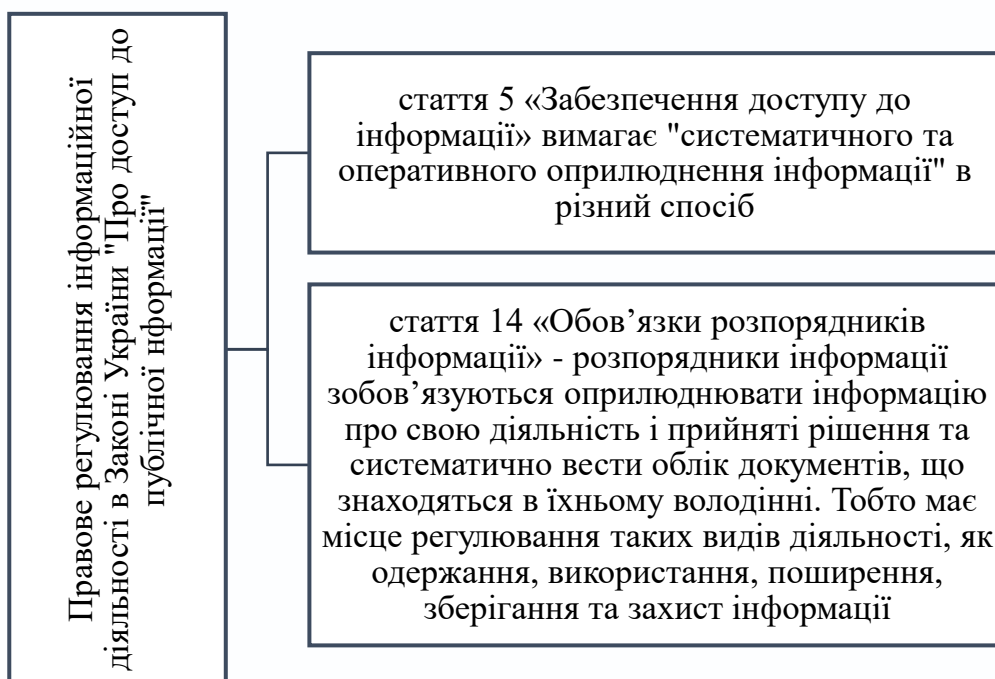 Правове регулювання інформаційної
діяльності в Законі України "Про доступ до
публічної нформації"
стаття 5 «Забезпечення доступу до
інформації» вимагає "систематичного та
оперативного оприлюднення інформації" в
різний спосіб
стаття 14 «Обов’язки розпорядників
інформації» - розпорядники інформації
зобов’язуються оприлюднювати інформацію
про свою діяльність і прийняті рішення та
систематично вести облік документів, що
знаходяться в їхньому володінні. Тобто має
місце регулювання таких видів діяльності, як
одержання, використання, поширення,
зберігання та захист інформації